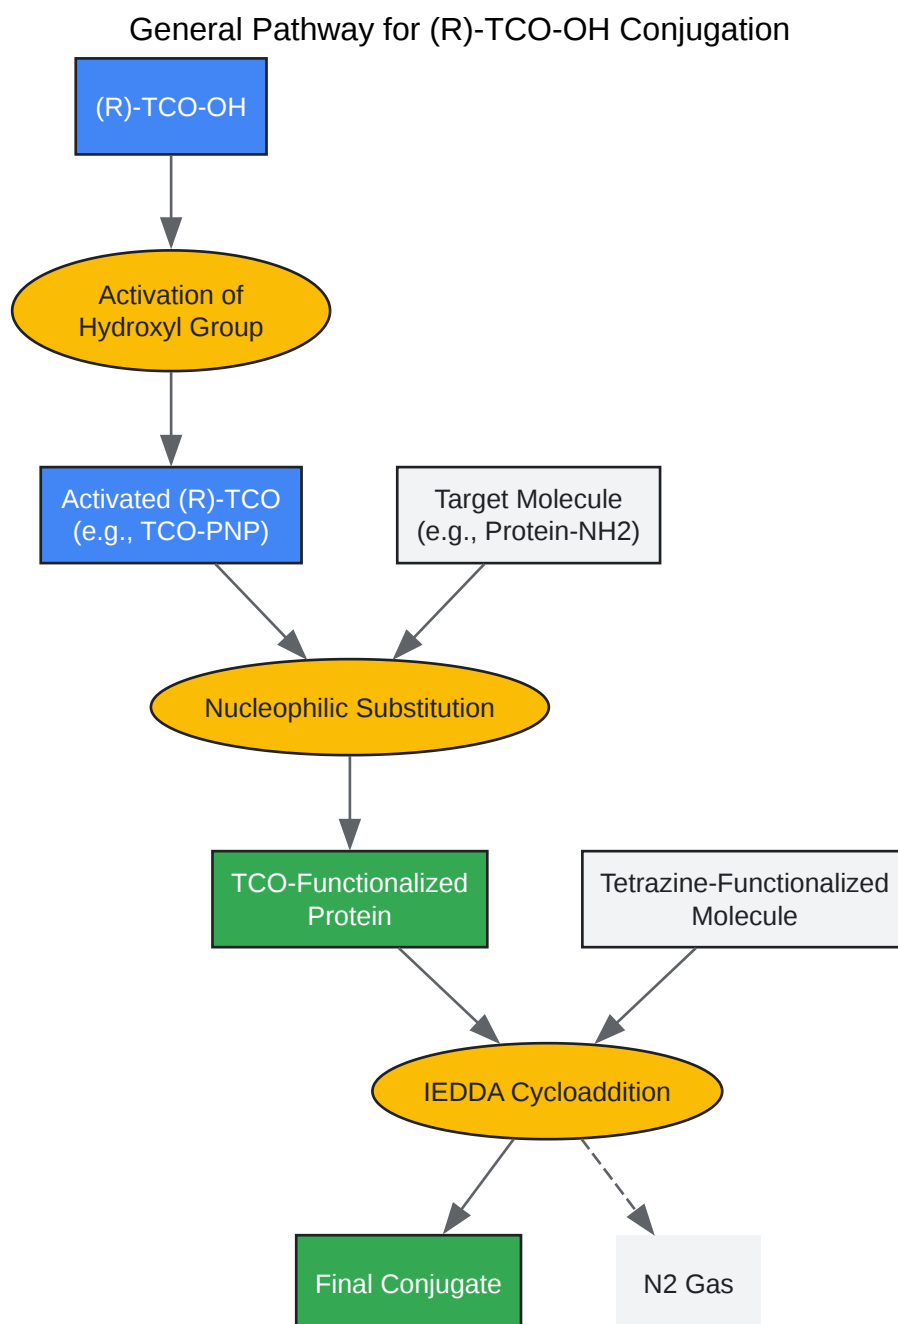 General Pathway for (R)-TCO-OH Conjugation
(R)-TCO-OH
Activation of
Hydroxyl Group
Activated (R)-TCO
(e.g., TCO-PNP)
Target Molecule
(e.g., Protein-NH2)
Nucleophilic Substitution
TCO-Functionalized
Protein
Tetrazine-Functionalized
Molecule
IEDDA Cycloaddition
Final Conjugate
N2 Gas